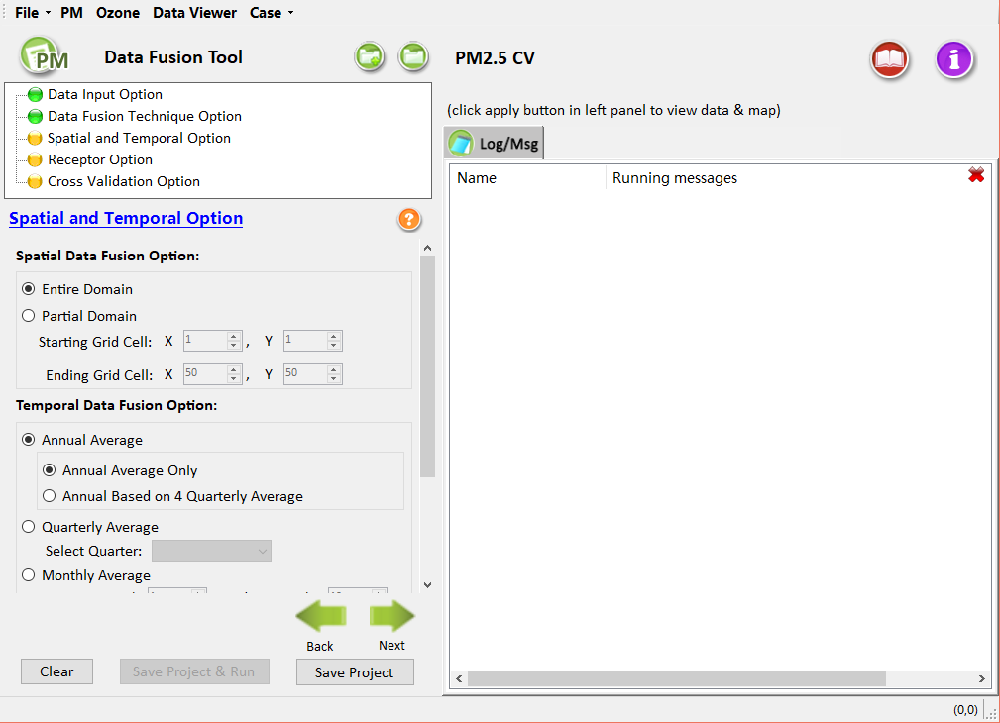 File PM Ozone Data Viewer Case
PM Data Fusion Tool
PM2.5 CV
i
Data Input Option
Data Fusion Technique Option
Spatial and Temporal Option
Receptor Option
Cross Validation Option
Spatial and Temporal Option
?
Spatial Data Fusion Option:
Entire Domain
Partial Domain
Starting Grid Cell: X 1 , Y 1
Ending Grid Cell: X 50 , Y 50
Temporal Data Fusion Option:
Annual Average
Annual Average Only
Annual Based on 4 Quarterly Average
Quarterly Average
Select Quarter:
Monthly Average
Back Next
Clear Save Project & Run Save Project
(click apply button in left panel to view data & map)
Log/Msg
Name Running messages
(0,0)